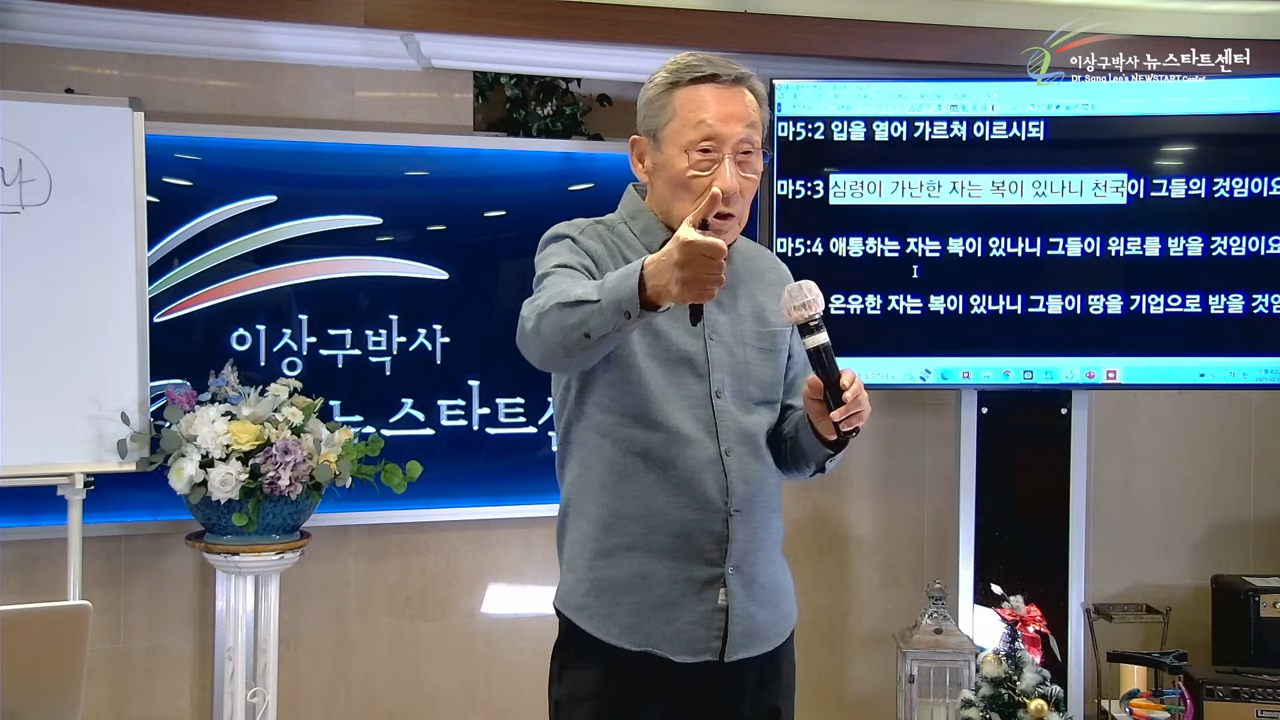 이상구박사 뉴스타트센터
Dr. Sang Lee's NEWSTART Center
마5:2 입을 열어 가르쳐 이르시되
마5:3 심령이 가난한 자는 복이 있나니 천국이 그들의 것임이요
마5:4 애통하는 자는 복이 있나니 그들이 위로를 받을 것임이요
온유한 자는 복이 있나니 그들이 땅을 기업으로 받을 것임
이상구박사
뉴스타트센